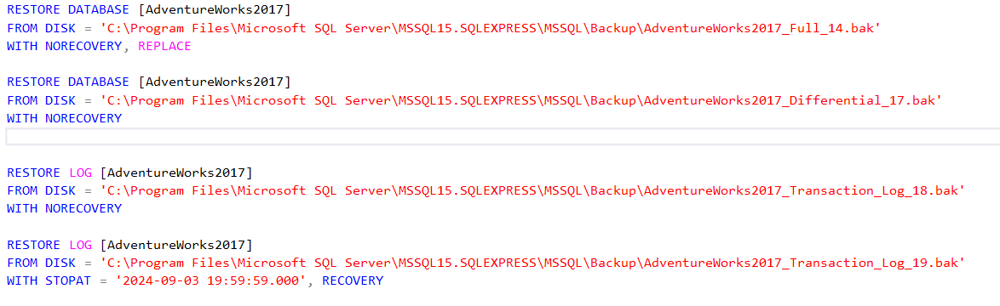 RESTORE DATABASE [AdventureWorks2017]
FROM DISK = 'C:\Program Files\Microsoft SQL Server\MSSQL15.SQLEXPRESS\MSSQL\Backup\AdventureWorks2017_Full_14.bak'
WITH NORECOVERY, REPLACE
RESTORE DATABASE [AdventureWorks2017]
FROM DISK = 'C:\Program Files\Microsoft SQL Server\MSSQL15.SQLEXPRESS\MSSQL\Backup\AdventureWorks2017_Differential_17.bak'
WITH NORECOVERY
RESTORE LOG [AdventureWorks2017]
FROM DISK = 'C:\Program Files\Microsoft SQL Server\MSSQL15.SQLEXPRESS\MSSQL\Backup\AdventureWorks2017_Transaction_Log_18.bak'
WITH NORECOVERY
RESTORE LOG [AdventureWorks2017]
FROM DISK = 'C:\Program Files\Microsoft SQL Server\MSSQL15.SQLEXPRESS\MSSQL\Backup\AdventureWorks2017_Transaction_Log_19.bak'
WITH STOPAT = '2024-09-03 19:59:59.000', RECOVERY